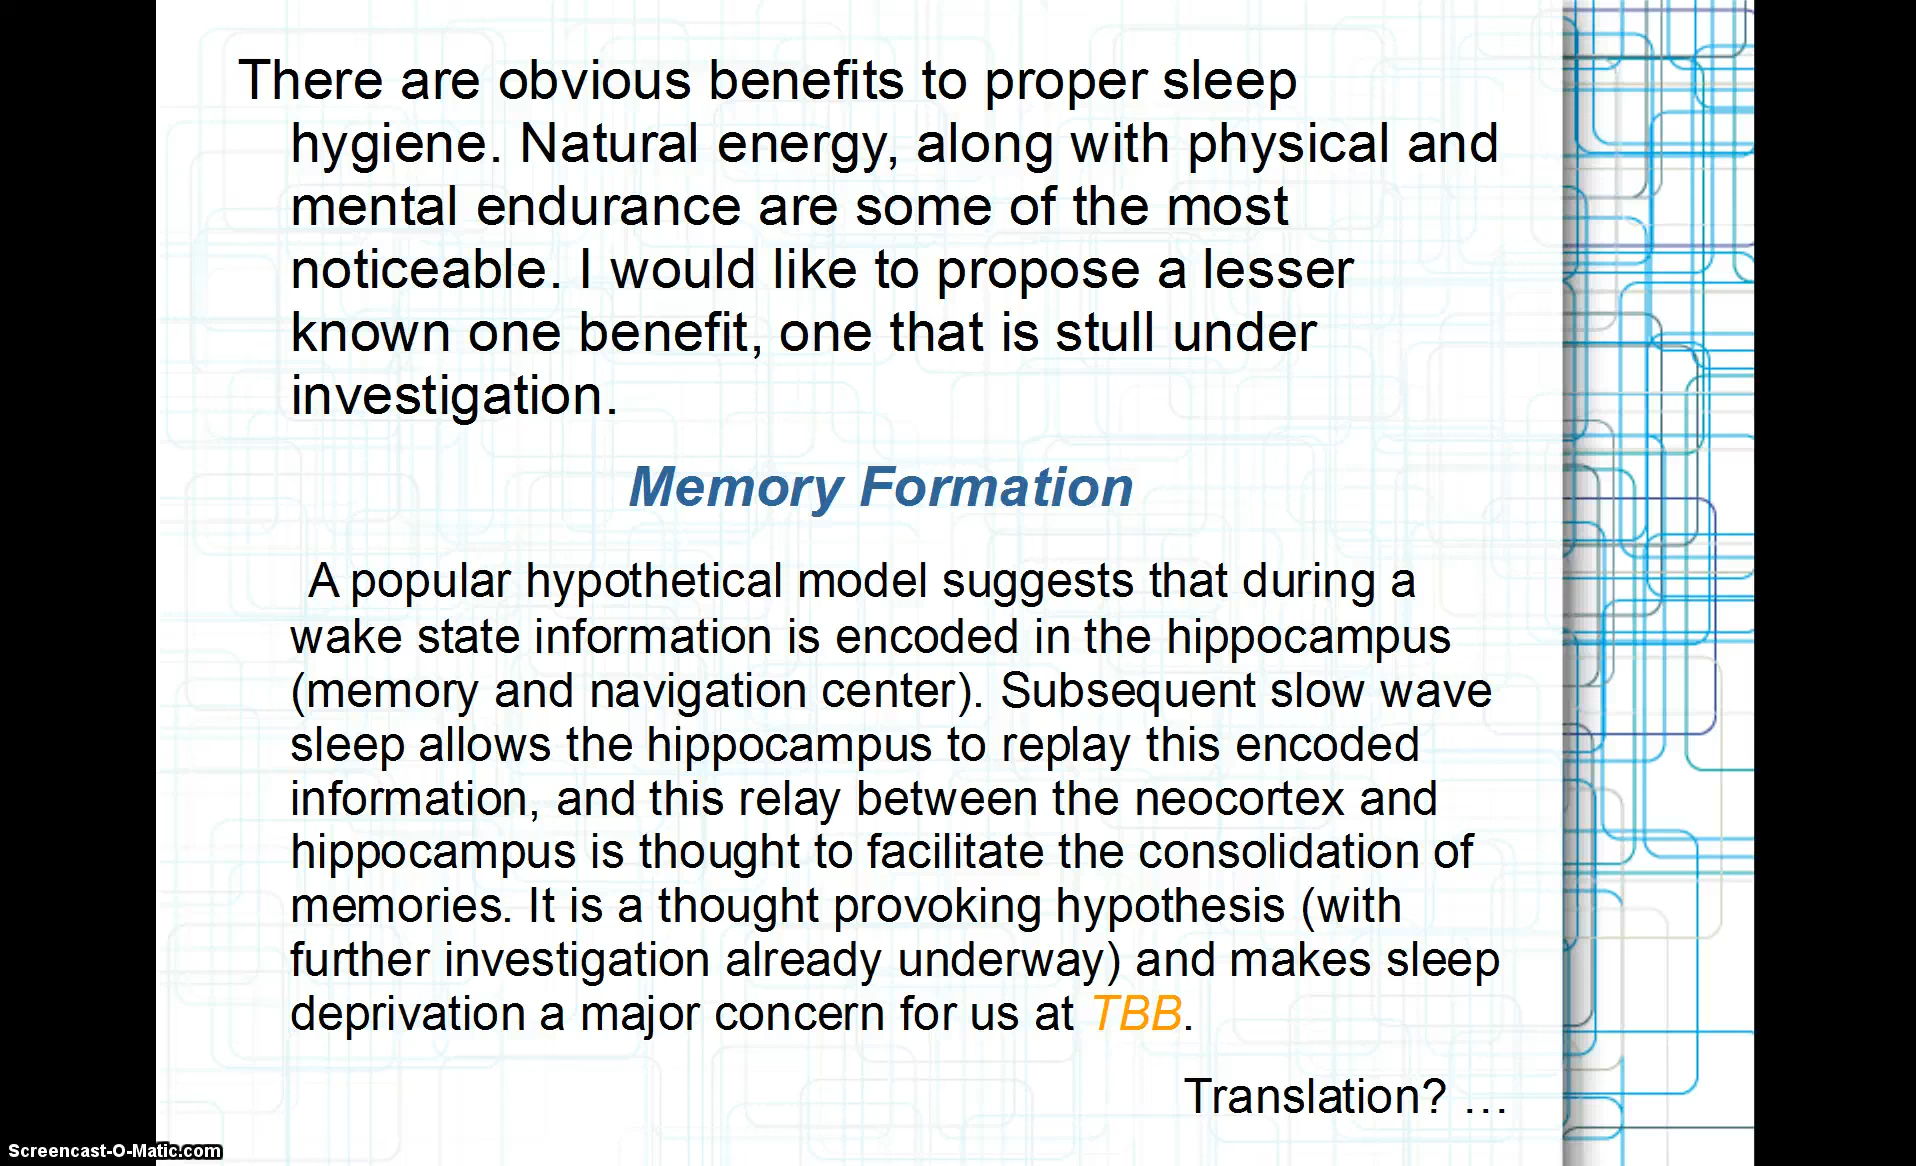 There are obvious benefits to proper sleep
hygiene. Natural energy, along with physical and
mental endurance are some of the most
noticeable. I would like to propose a lesser
known one benefit, one that is stull under
investigation.
Memory Formation
A popular hypothetical model suggests that during a
wake state information is encoded in the hippocampus
(memory and navigation center). Subsequent slow wave
sleep allows the hippocampus to replay this encoded
information, and this relay between the neocortex and
hippocampus is thought to facilitate the consolidation of
memories. It is a thought provoking hypothesis (with
further investigation already underway) and makes sleep
deprivation a major concern for us at TBB.
Translation? …
Screencast-O-Matic.com